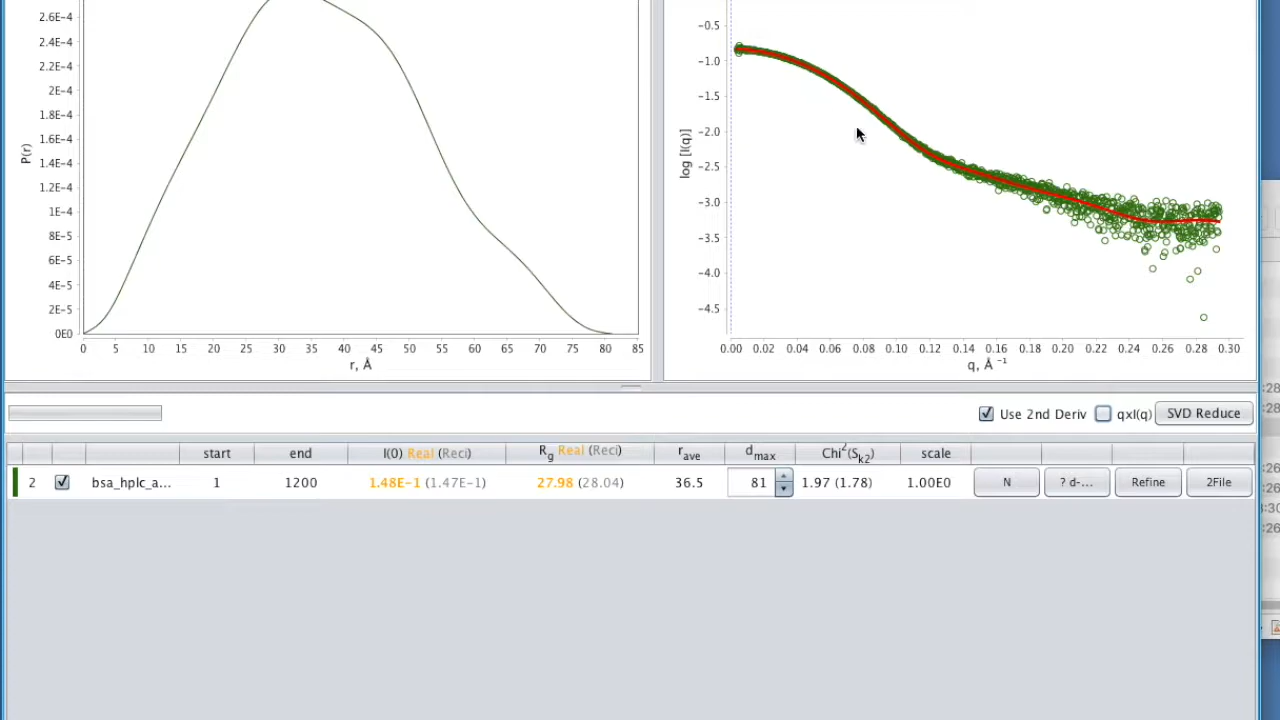 2.6E-4
2.4E-4
2.2E-4
2E-4
1.8E-4
1.6E-4
1.4E-4
1.2E-4
1E-4
8E-5
6E-5
4E-5
2E-5
0E0
P(r)
0 5 10 15 20 25 30 35 40 45 50 55 60 65 70 75 80 85
r, Å
-0.5
-1.0
-1.5
-2.0
-2.5
-3.0
-3.5
-4.0
-4.5
log [I(q)]
0.00 0.02 0.04 0.06 0.08 0.10 0.12 0.14 0.16 0.18 0.20 0.22 0.24 0.26 0.28 0.30
q, Å ⁻¹
Use 2nd Deriv qxI(q) SVD Reduce
start end I(0) Real (Reci) Rg Real (Reci) rave dmax Chi²(Sk2) scale
2 bsa_hplc_a... 1 1200 1.48E-1 (1.47E-1) 27.98 (28.04) 36.5 81 1.97 (1.78) 1.00E0 N ? d-... Refine 2File
:28
:28
:26
:26
:30
:26